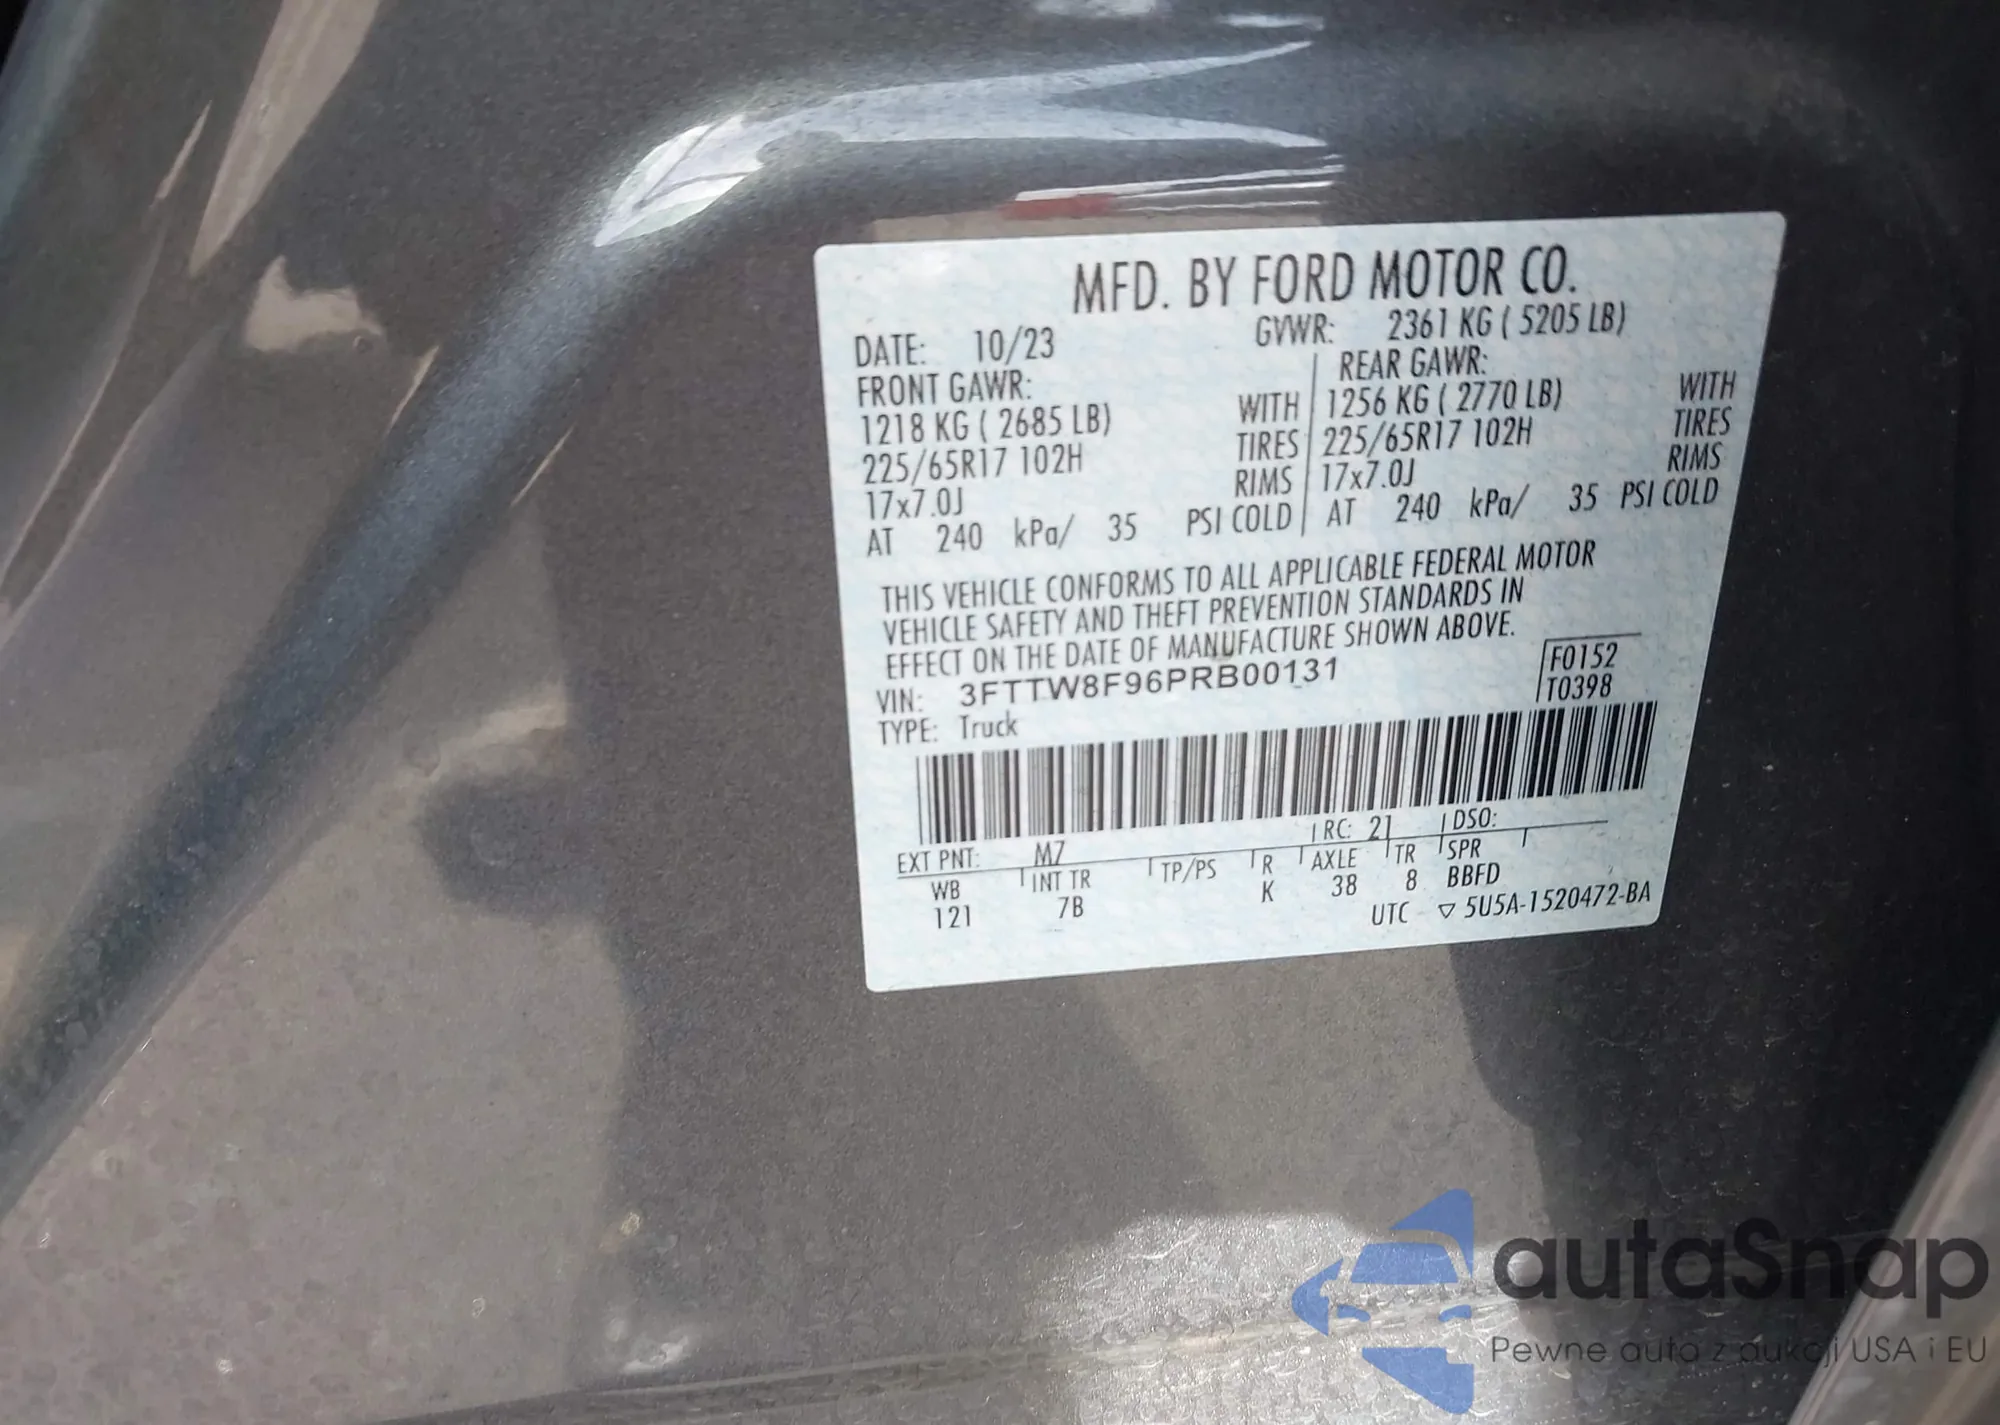 MFD. BY FORD MOTOR CO.
DATE: 10/23 GVWR: 2361 KG ( 5205 LB)
FRONT GAWR: REAR GAWR:
1218 KG ( 2685 LB) WITH 1256 KG ( 2770 LB) WITH
225/65R17 102H TIRES 225/65R17 102H TIRES
17x7.0J RIMS 17x7.0J RIMS
AT 240 kPa/ 35 PSI COLD AT 240 kPa/ 35 PSI COLD
THIS VEHICLE CONFORMS TO ALL APPLICABLE FEDERAL MOTOR
VEHICLE SAFETY AND THEFT PREVENTION STANDARDS IN
EFFECT ON THE DATE OF MANUFACTURE SHOWN ABOVE.
VIN: 3FTTW8F96PRB00131 F0152
TYPE: Truck T0398
EXT PNT: M7 RC: 21 DSO:
WB INT TR TP/PS R AXLE TR SPR
121 7B K 38 8 BBFD
UTC ▽ 5U5A-1520472-BA
autaSnap
Pewne auta z aukcji USA i EU